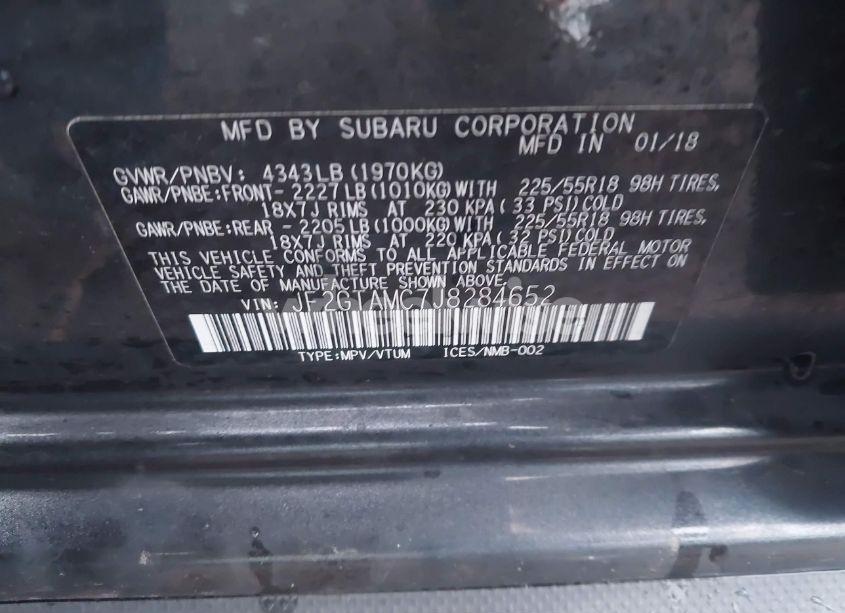 MFD BY SUBARU CORPORATION
MFD IN 01/18
GVWR/PNBV: 4343LB (1970KG)
GAWR/PNBE:FRONT- 2227LB (1010KG) WITH 225/55R18 98H TIRES,
18X7J RIMS AT 230 KPA ( 33 PSI) COLD
GAWR/PNBE:REAR - 2205LB (1000KG) WITH 225/55R18 98H TIRES,
18X7J RIMS AT 220 KPA ( 32 PSI) COLD
THIS VEHICLE CONFORMS TO ALL APPLICABLE FEDERAL MOTOR
VEHICLE SAFETY AND THEFT PREVENTION STANDARDS IN EFFECT ON
THE DATE OF MANUFACTURE SHOWN ABOVE.
VIN: JF2GTAMC7J8284652
TYPE:MPV/VTUM ICES/NMB-002